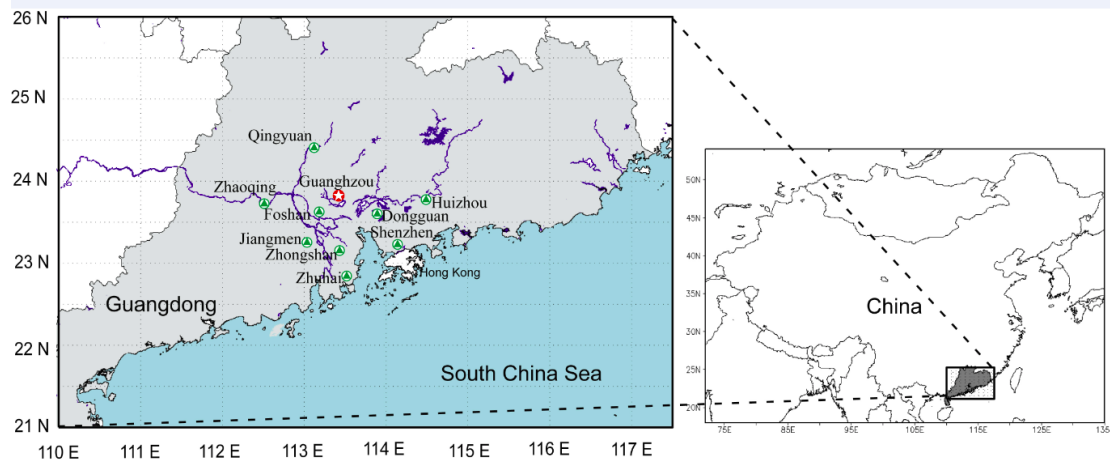 26 N
25 N
24 N
23 N
22 N
21 N
110 E 111 E 112 E 113 E 114 E 115 E 116 E 117 E
Qingyuan
Guanghzou
Zhaoqing
Huizhou
Foshan
Dongguan
Shenzhen
Jiangmen
Zhongshan
Hong Kong
Zhuhai
Guangdong
South China Sea
50N
45N
40N
35N
30N
25N
20N
China
75E 85E 95E 105E 115E 125E 135